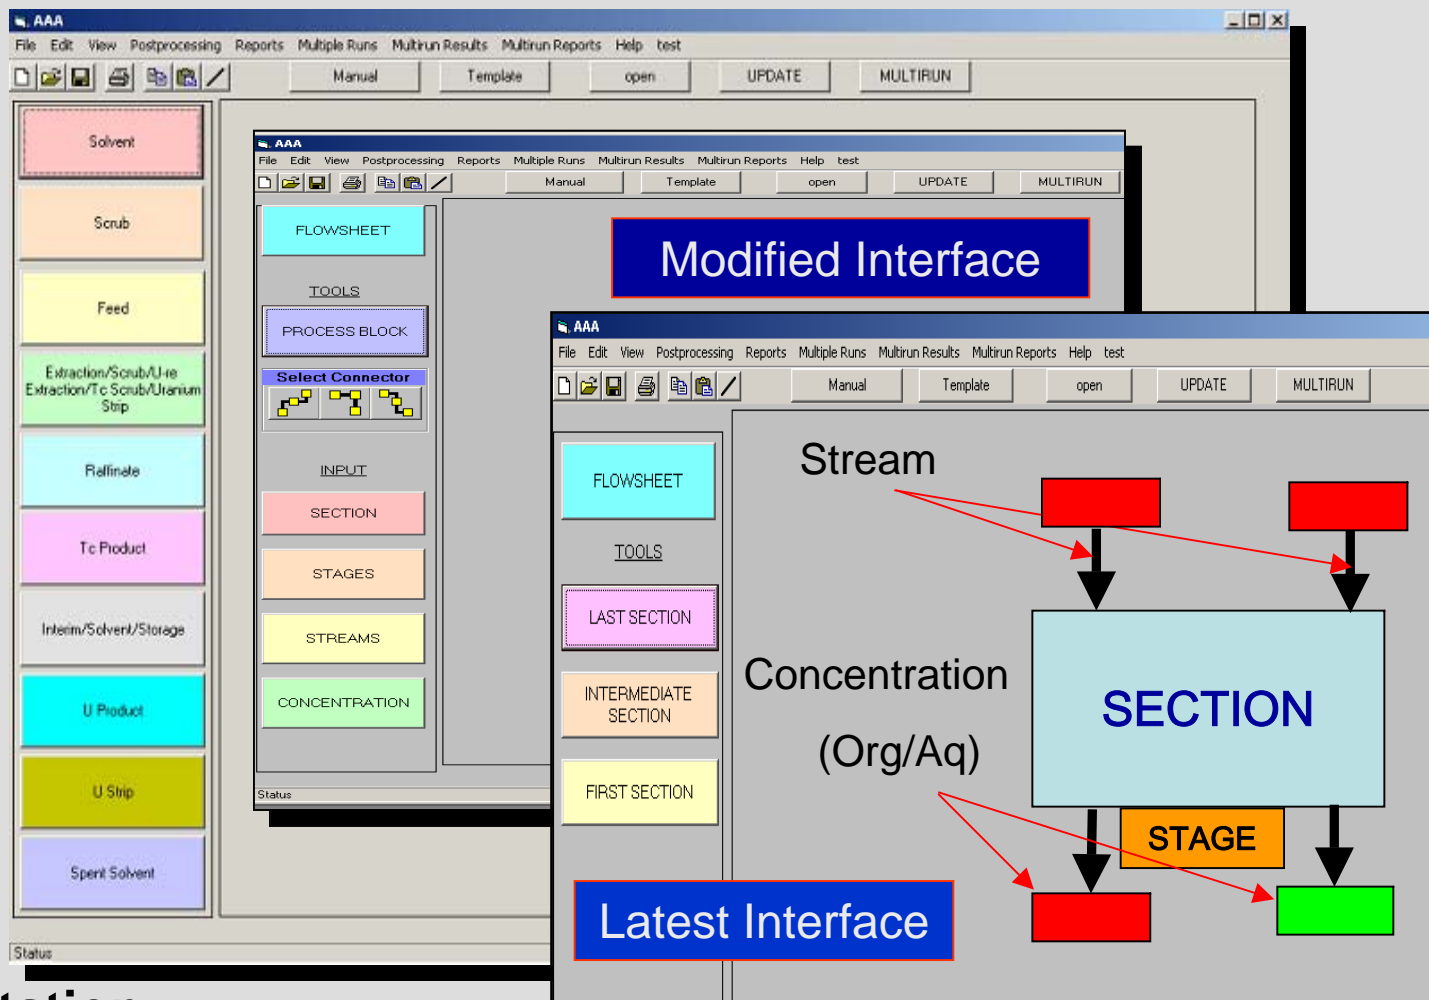 AAA
File Edit View Postprocessing Reports Multiple Runs Multirun Results Multirun Reports Help test
Manual Template open UPDATE MULTIRUN
Solvent
Scrub
Feed
Extraction/Scrub/U-re
Extraction/Tc Scrub/Uranium
Strip
Raffinate
Tc Product
Interim/Solvent/Storage
U Product
U Strip
Spent Solvent
Status
AAA
File Edit View Postprocessing Reports Multiple Runs Multirun Results Multirun Reports Help test
Manual Template open UPDATE MULTIRUN
FLOWSHEET
TOOLS
PROCESS BLOCK
Select Connector
INPUT
SECTION
STAGES
STREAMS
CONCENTRATION
Status
Modified Interface
AAA
File Edit View Postprocessing Reports Multiple Runs Multirun Results Multirun Reports Help test
Manual Template open UPDATE MULTIRUN
FLOWSHEET
TOOLS
LAST SECTION
INTERMEDIATE
SECTION
FIRST SECTION
Stream
Concentration
(Org/Aq)
SECTION
STAGE
Latest Interface